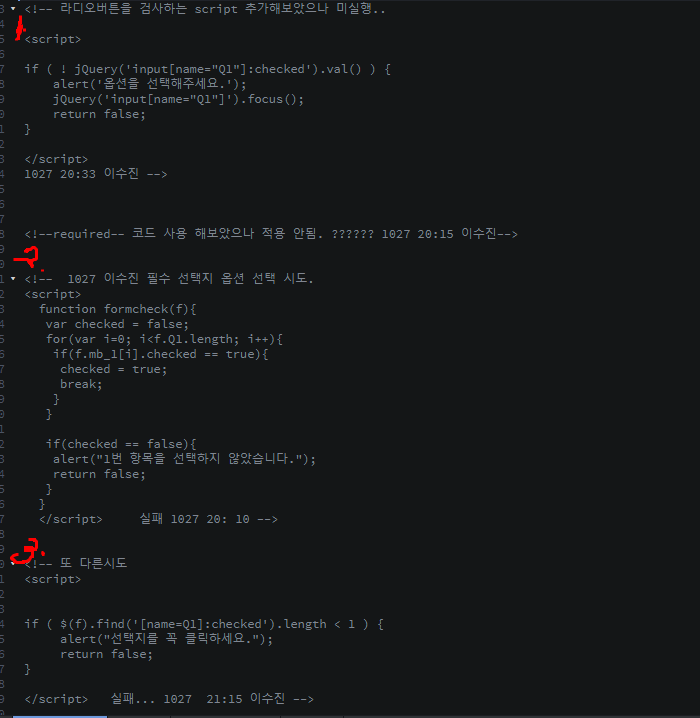 <!-- 라디오버튼을 검사하는 script 추가해보았으나 미실행..
1.
<script>
if ( ! jQuery('input[name="Q1"]:checked').val() ) {
alert('옵션을 선택해주세요.');
jQuery('input[name="Q1"]').focus();
return false;
}
</script>
1027 20:33 이수진 -->
<!--required-- 코드 사용 해보았으나 적용 안됨. ?????? 1027 20:15 이수진-->
2.
<!--  1027 이수진 필수 선택지 옵션 선택 시도.
<script>
function formcheck(f){
var checked = false;
for(var i=0; i<f.Q1.length; i++){
if(f.mb_1[i].checked == true){
checked = true;
break;
}
}
if(checked == false){
alert("1번 항목을 선택하지 않았습니다.");
return false;
}
}
</script>     실패 1027 20: 10 -->
3.
<!-- 또 다른시도
<script>
if ( $(f).find('[name=Q1]:checked').length < 1 ) {
alert("선택지를 꼭 클릭하세요.");
return false;
}
</script>   실패... 1027  21:15 이수진 -->